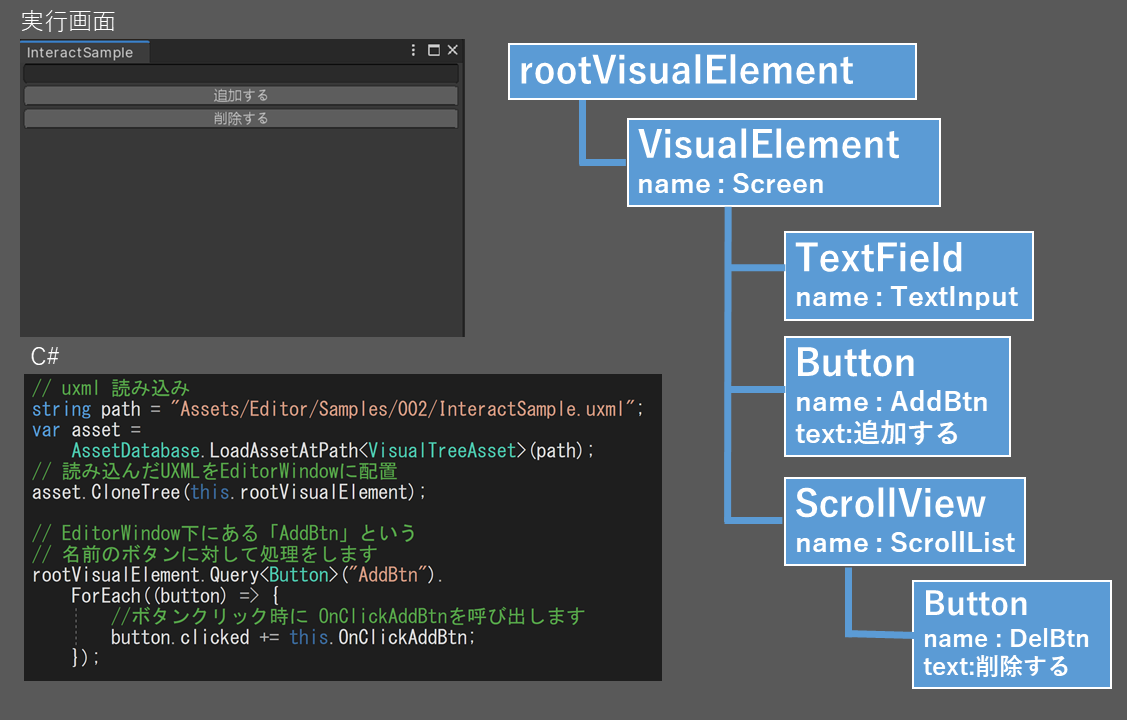 実行画面
InteractSample
追加する
削除する
C#
// uxml 読み込み
string path = "Assets/Editor/Samples/002/InteractSample.uxml";
var asset =
AssetDatabase.LoadAssetAtPath<VisualTreeAsset>(path);
// 読み込んだUXMLをEditorWindowに配置
asset.CloneTree(this.rootVisualElement);
// EditorWindow下にある「AddBtn」という
// 名前のボタンに対して処理をします
rootVisualElement.Query<Button>("AddBtn").
ForEach((button) => {
//ボタンクリック時に OnClickAddBtnを呼び出します
button.clicked += this.OnClickAddBtn;
});
rootVisualElement
VisualElement
name : Screen
TextField
name : TextInput
Button
name : AddBtn
text:追加する
ScrollView
name : ScrollList
Button
name : DelBtn
text:削除する